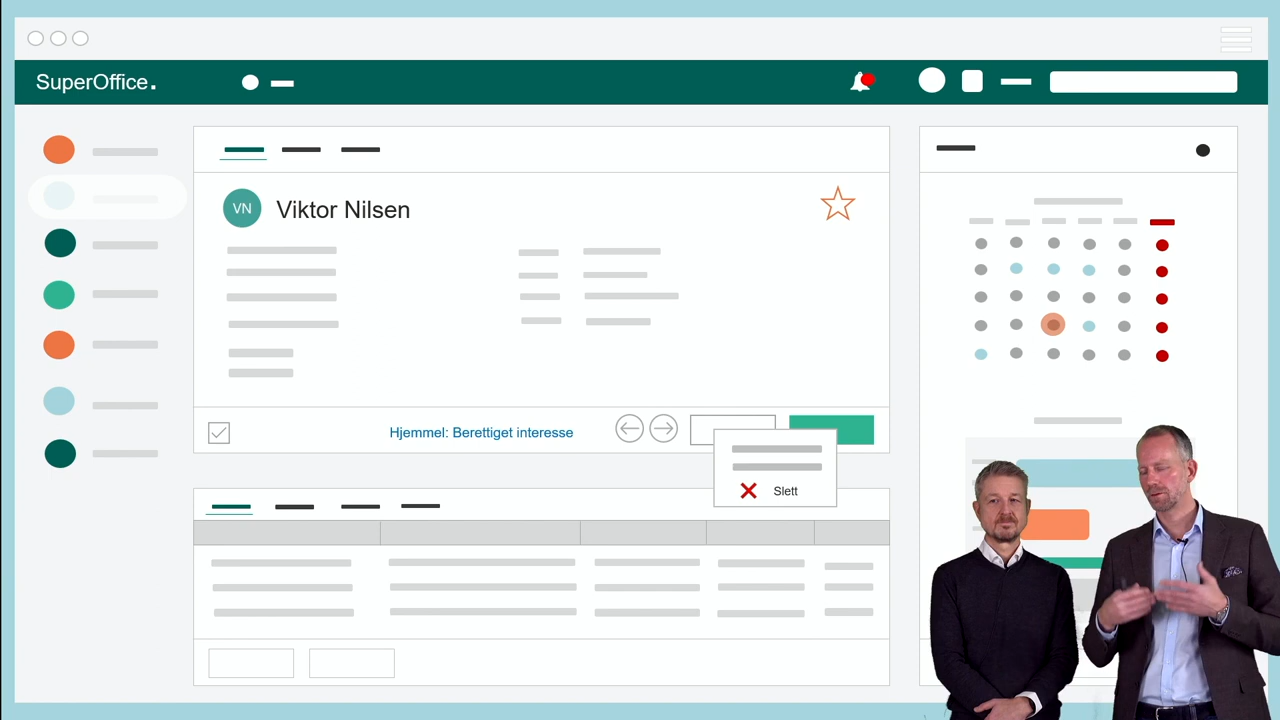 SuperOffice.
VN
Viktor Nilsen
Hjemmel: Berettiget interesse
Slett